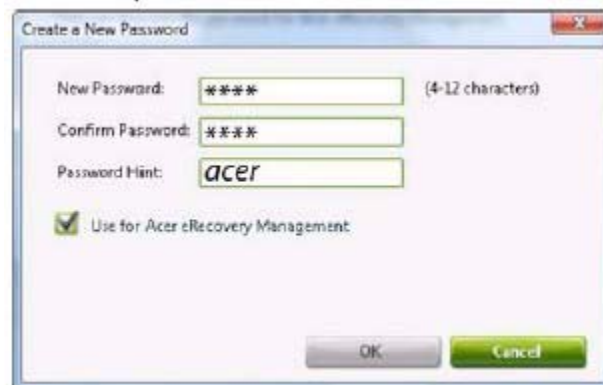 Create a New Password
New Password: **** (4-12 characters)
Confirm Password: ****
Password Hint: acer
Use for Acer eRecovery Management
OK Cancel